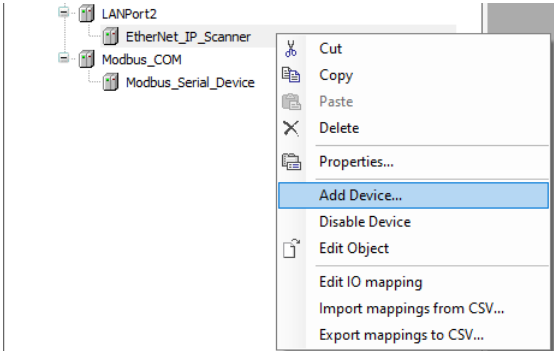 LANPort2
EtherNet_IP_Scanner
Modbus_COM
Modbus_Serial_Device
Cut
Copy
Paste
Delete
Properties...
Add Device...
Disable Device
Edit Object
Edit IO mapping
Import mappings from CSV...
Export mappings to CSV...